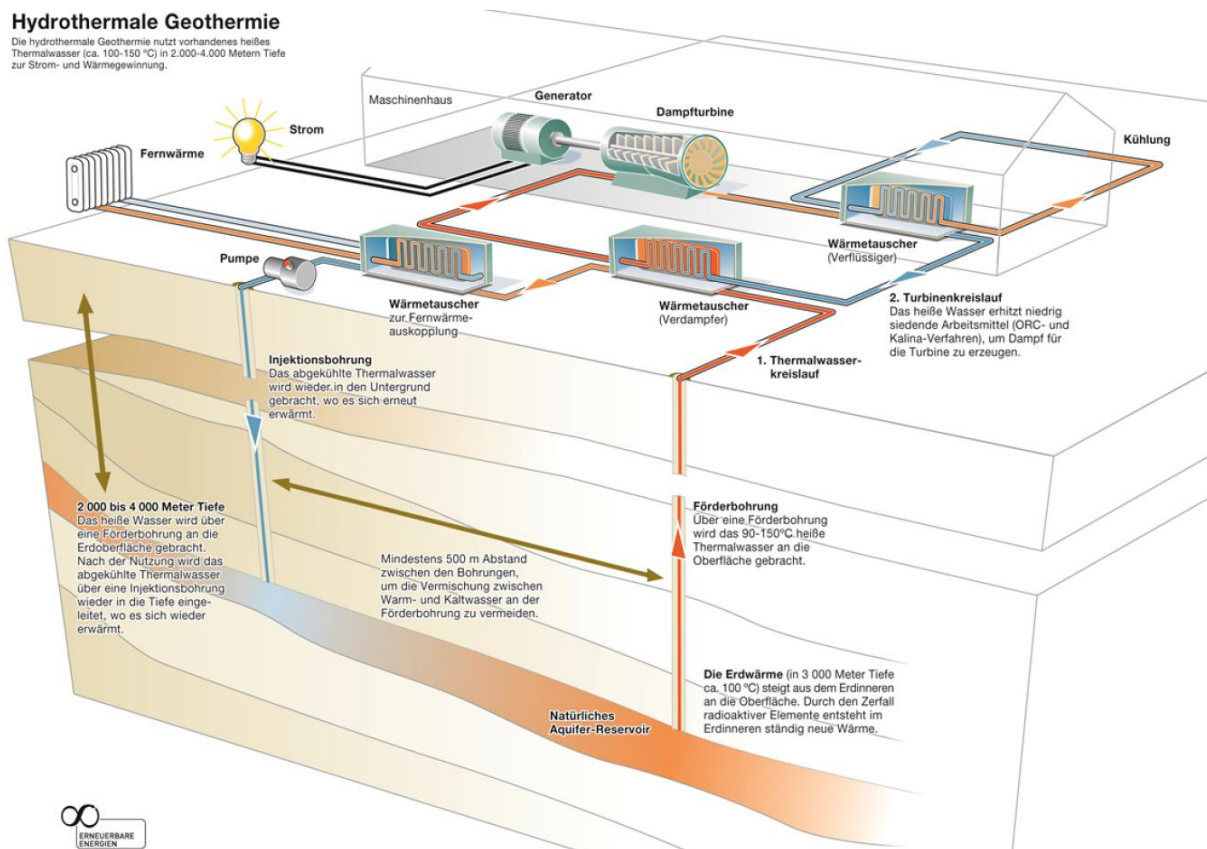 Hydrothermale Geothermie
Die hydrothermale Geothermie nutzt vorhandenes heißes
Thermalwasser (ca. 100-150 ºC) in 2.000-4.000 Metern Tiefe
zur Strom- und Wärmegewinnung.
Maschinenhaus
Generator
Dampfturbine
Strom
Kühlung
Fernwärme
Wärmetauscher
(Verflüssiger)
Pumpe
Wärmetauscher
zur Fernwärme-
auskopplung
Wärmetauscher
(Verdampfer)
2. Turbinenkreislauf
Das heiße Wasser erhitzt niedrig
siedende Arbeitsmittel (ORC- und
Kalina-Verfahren), um Dampf für
die Turbine zu erzeugen.
1. Thermalwasser-
kreislauf
Injektionsbohrung
Das abgekühlte Thermalwasser
wird wieder in den Untergrund
gebracht, wo es sich erneut
erwärmt.
2 000 bis 4 000 Meter Tiefe
Das heiße Wasser wird über
eine Förderbohrung an die
Erdoberfläche gebracht.
Nach der Nutzung wird das
abgekühlte Thermalwasser
über eine Injektionsbohrung
wieder in die Tiefe einge-
leitet, wo es sich wieder
erwärmt.
Mindestens 500 m Abstand
zwischen den Bohrungen,
um die Vermischung zwischen
Warm- und Kaltwasser an der
Förderbohrung zu vermeiden.
Förderbohrung
Über eine Förderbohrung
wird das 90-150ºC heiße
Thermalwasser an die
Oberfläche gebracht.
Die Erdwärme (in 3 000 Meter Tiefe
ca. 100 ºC) steigt aus dem Erdinneren
an die Oberfläche. Durch den Zerfall
radioaktiver Elemente entsteht im
Erdinneren ständig neue Wärme.
Natürliches
Aquifer-Reservoir
ERNEUERBARE
ENERGIEN